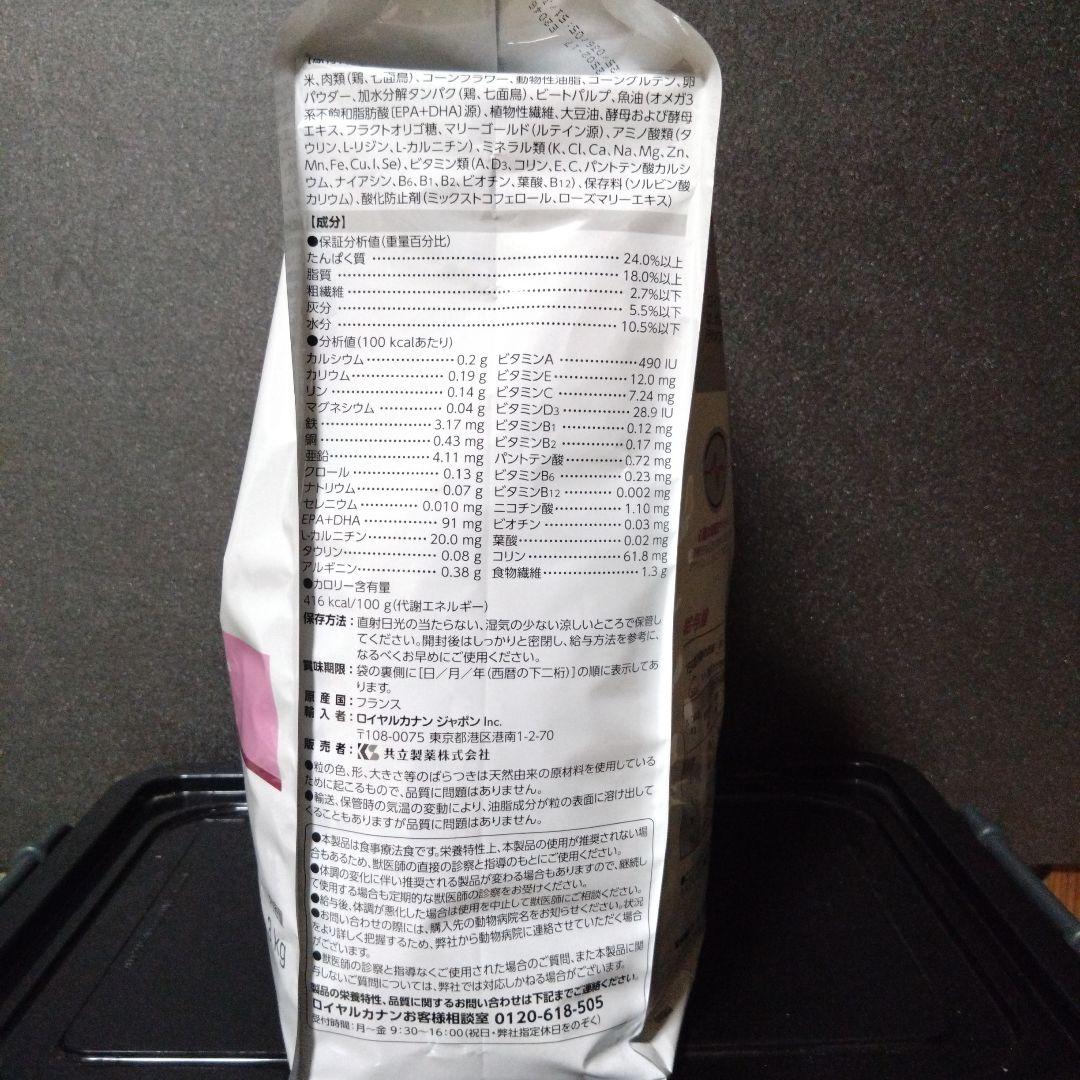 米、肉類(鶏、七面鳥)、コーンフラワー、動物性油脂、コーングルテン、卵
パウダー、加水分解タンパク(鶏、七面鳥)、ビートパルプ、魚油(オメガ3
系不飽和脂肪酸〔EPA+DHA〕源)、植物性繊維、大豆油、酵母および酵母
エキス、フラクトオリゴ糖、マリーゴールド(ルテイン源)、アミノ酸類(タ
ウリン、L-リジン、L-カルニチン)、ミネラル類(K、Cl、Ca、Na、Mg、Zn、
Mn、Fe、Cu、I、Se)、ビタミン類(A、D3、コリン、E、C、パントテン酸カルシ
ウム、ナイアシン、B6、B1、B2、ビオチン、葉酸、B12)、保存料(ソルビン酸
カリウム)、酸化防止剤(ミックストコフェロール、ローズマリーエキス)
【成分】
●保証分析値(重量百分比)
たんぱく質 24.0%以上
脂質 18.0%以上
粗繊維 2.7%以下
灰分 5.5%以下
水分 10.5%以下
●分析値(100 kcalあたり)
カルシウム 0.2 g ビタミンA 490 IU
カリウム 0.19 g ビタミンE 12.0 mg
リン 0.14 g ビタミンC 7.24 mg
マグネシウム 0.04 g ビタミンD3 28.9 IU
鉄 3.17 mg ビタミンB1 0.12 mg
銅 0.43 mg ビタミンB2 0.17 mg
亜鉛 4.11 mg パントテン酸 0.72 mg
クロール 0.13 g ビタミンB6 0.23 mg
ナトリウム 0.07 g ビタミンB12 0.002 mg
セレニウム 0.010 mg ニコチン酸 1.10 mg
EPA+DHA 91 mg ビオチン 0.03 mg
L-カルニチン 20.0 mg 葉酸 0.02 mg
タウリン 0.08 g コリン 61.8 mg
アルギニン 0.38 g 食物繊維 1.3 g
●カロリー含有量
416 kcal/100 g(代謝エネルギー)
保存方法：直射日光の当たらない、湿気の少ない涼しいところで保管し
てください。開封後はしっかりと密閉し、給与方法を参考に、
なるべくお早めにご使用ください。
賞味期限：袋の裏側に[日／月／年(西暦の下二桁)]の順に表示してあ
ります。
原産国：フランス
輸入者：ロイヤルカナン ジャポン Inc.
〒108-0075 東京都港区港南1-2-70
販売者：KS 共立製薬株式会社
●粒の色、形、大きさ等のばらつきは天然由来の原材料を使用している
ために起こるもので、品質に問題はありません。
●輸送、保管時の気温の変動により、油脂成分が粒の表面に溶け出して
くることもありますが品質に問題はありません。
●本製品は食事療法食です。栄養特性上、本製品の使用が推奨されない場
合もあるため、獣医師の直接の診察と指導のもとにご使用ください。
●体調の変化に伴い推奨される製品が変わる場合もありますので、継続し
て使用する場合も定期的な獣医師の診察をお受けください。
●給与後、体調が悪化した場合は使用を中止して獣医師にご相談ください。
●お問い合わせの際には、購入先の動物病院名をお知らせください。状況
をより詳しく把握するため、弊社から動物病院に連絡させていただく場合
がございます。
●獣医師の診察と指導なくご使用された場合のご質問、また本製品に関
与しないご質問については、弊社では対応しかねる場合がございます。
製品の栄養特性、品質に関するお問い合わせは下記までご連絡ください。
ロイヤルカナンお客様相談室 0120-618-505
受付時間：月〜金 9:30〜16:00(祝日・弊社指定休日をのぞく)
kg